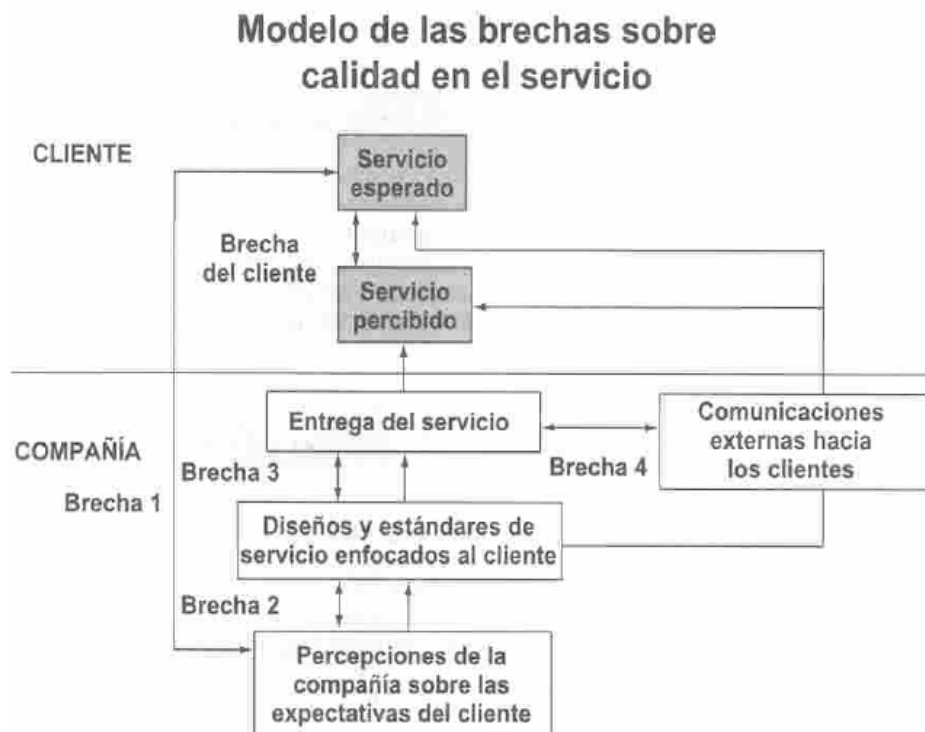 Modelo de las brechas sobre
calidad en el servicio
CLIENTE
Servicio
esperado
Brecha
del cliente
Servicio
percibido
Entrega del servicio
Comunicaciones
externas hacia
los clientes
COMPAÑÍA
Brecha 3
Brecha 4
Brecha 1
Diseños y estándares de
servicio enfocados al cliente
Brecha 2
Percepciones de la
compañía sobre las
expectativas del cliente